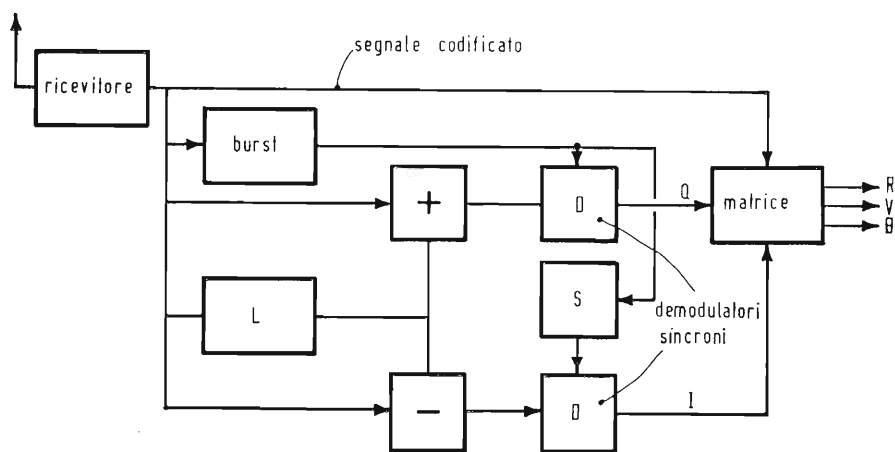 segnale codificato
ricevitore
burst
+
D
Q
matrice
R
V
B
L
S
demodulatori
sincroni
−
D
I